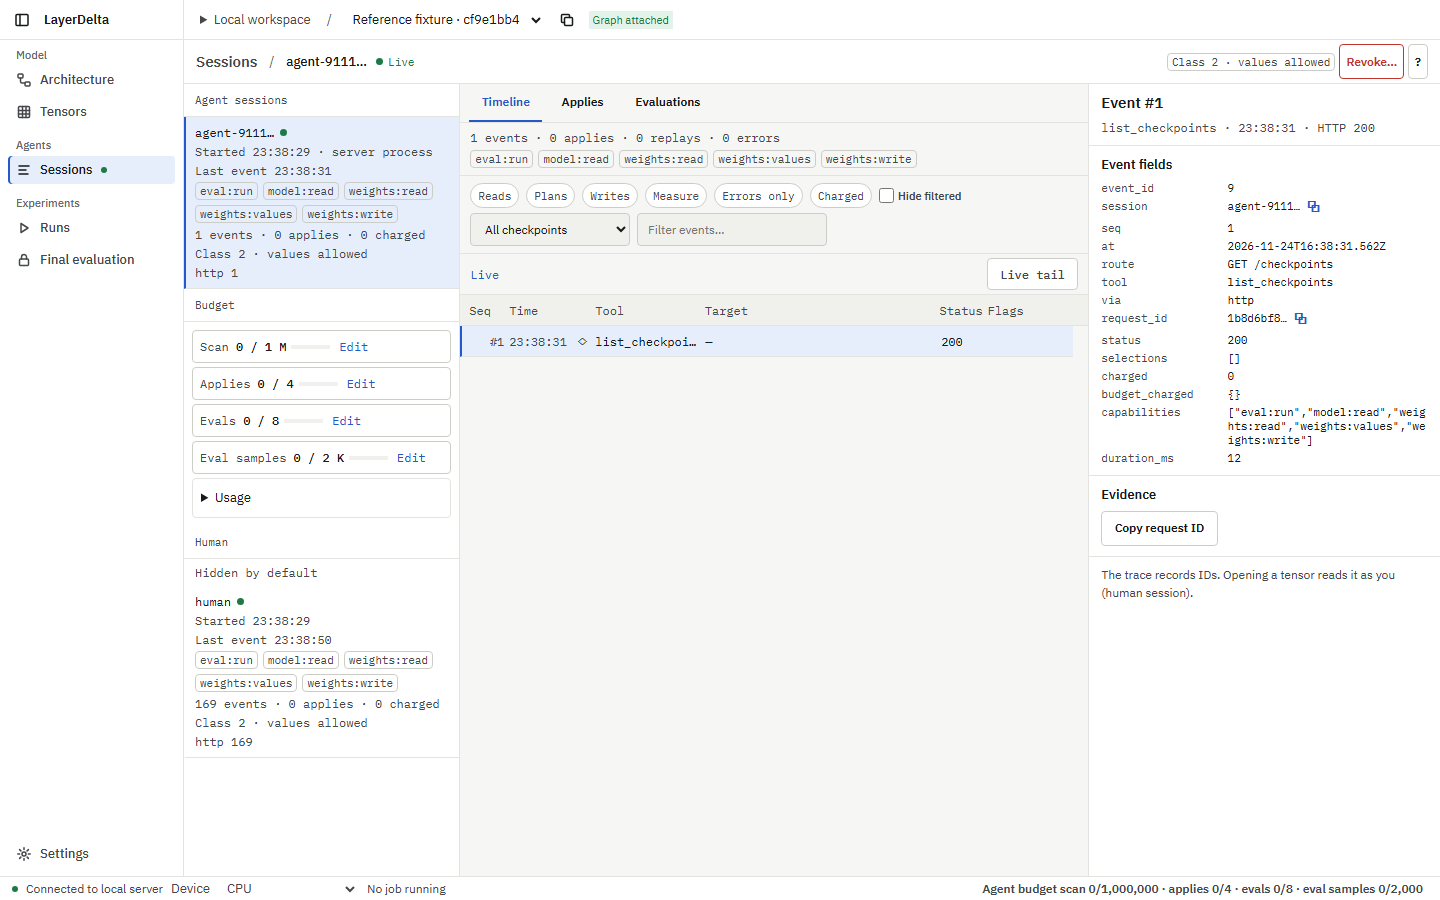 LayerDelta
Local workspace / Reference fixture · cf9e1bb4 Graph attached
Model
Architecture
Tensors
Agents
Sessions
Experiments
Runs
Final evaluation
Settings
Sessions / agent-9111… Live
Class 2 · values allowed Revoke… ?
Agent sessions
agent-9111…
Started 23:38:29 · server process
Last event 23:38:31
eval:run model:read weights:read
weights:values weights:write
1 events · 0 applies · 0 charged
Class 2 · values allowed
http 1
Budget
Scan 0 / 1 M Edit
Applies 0 / 4 Edit
Evals 0 / 8 Edit
Eval samples 0 / 2 K Edit
Usage
Human
Hidden by default
human
Started 23:38:29
Last event 23:38:50
eval:run model:read weights:read
weights:values weights:write
169 events · 0 applies · 0 charged
Class 2 · values allowed
http 169
Timeline Applies Evaluations
1 events · 0 applies · 0 replays · 0 errors
eval:run model:read weights:read weights:values weights:write
Reads Plans Writes Measure Errors only Charged Hide filtered
All checkpoints Filter events…
Live Live tail
Seq Time Tool Target Status Flags
#1 23:38:31 ◇ list_checkpoi… — 200
Event #1
list_checkpoints · 23:38:31 · HTTP 200
Event fields
event_id 9
session agent-9111…
seq 1
at 2026-11-24T16:38:31.562Z
route GET /checkpoints
tool list_checkpoints
via http
request_id 1b8d6bf8…
status 200
selections []
charged 0
budget_charged {}
capabilities ["eval:run","model:read","weig
hts:read","weights:values","we
ights:write"]
duration_ms 12
Evidence
Copy request ID
The trace records IDs. Opening a tensor reads it as you
(human session).
Connected to local server Device CPU No job running
Agent budget scan 0/1,000,000 · applies 0/4 · evals 0/8 · eval samples 0/2,000